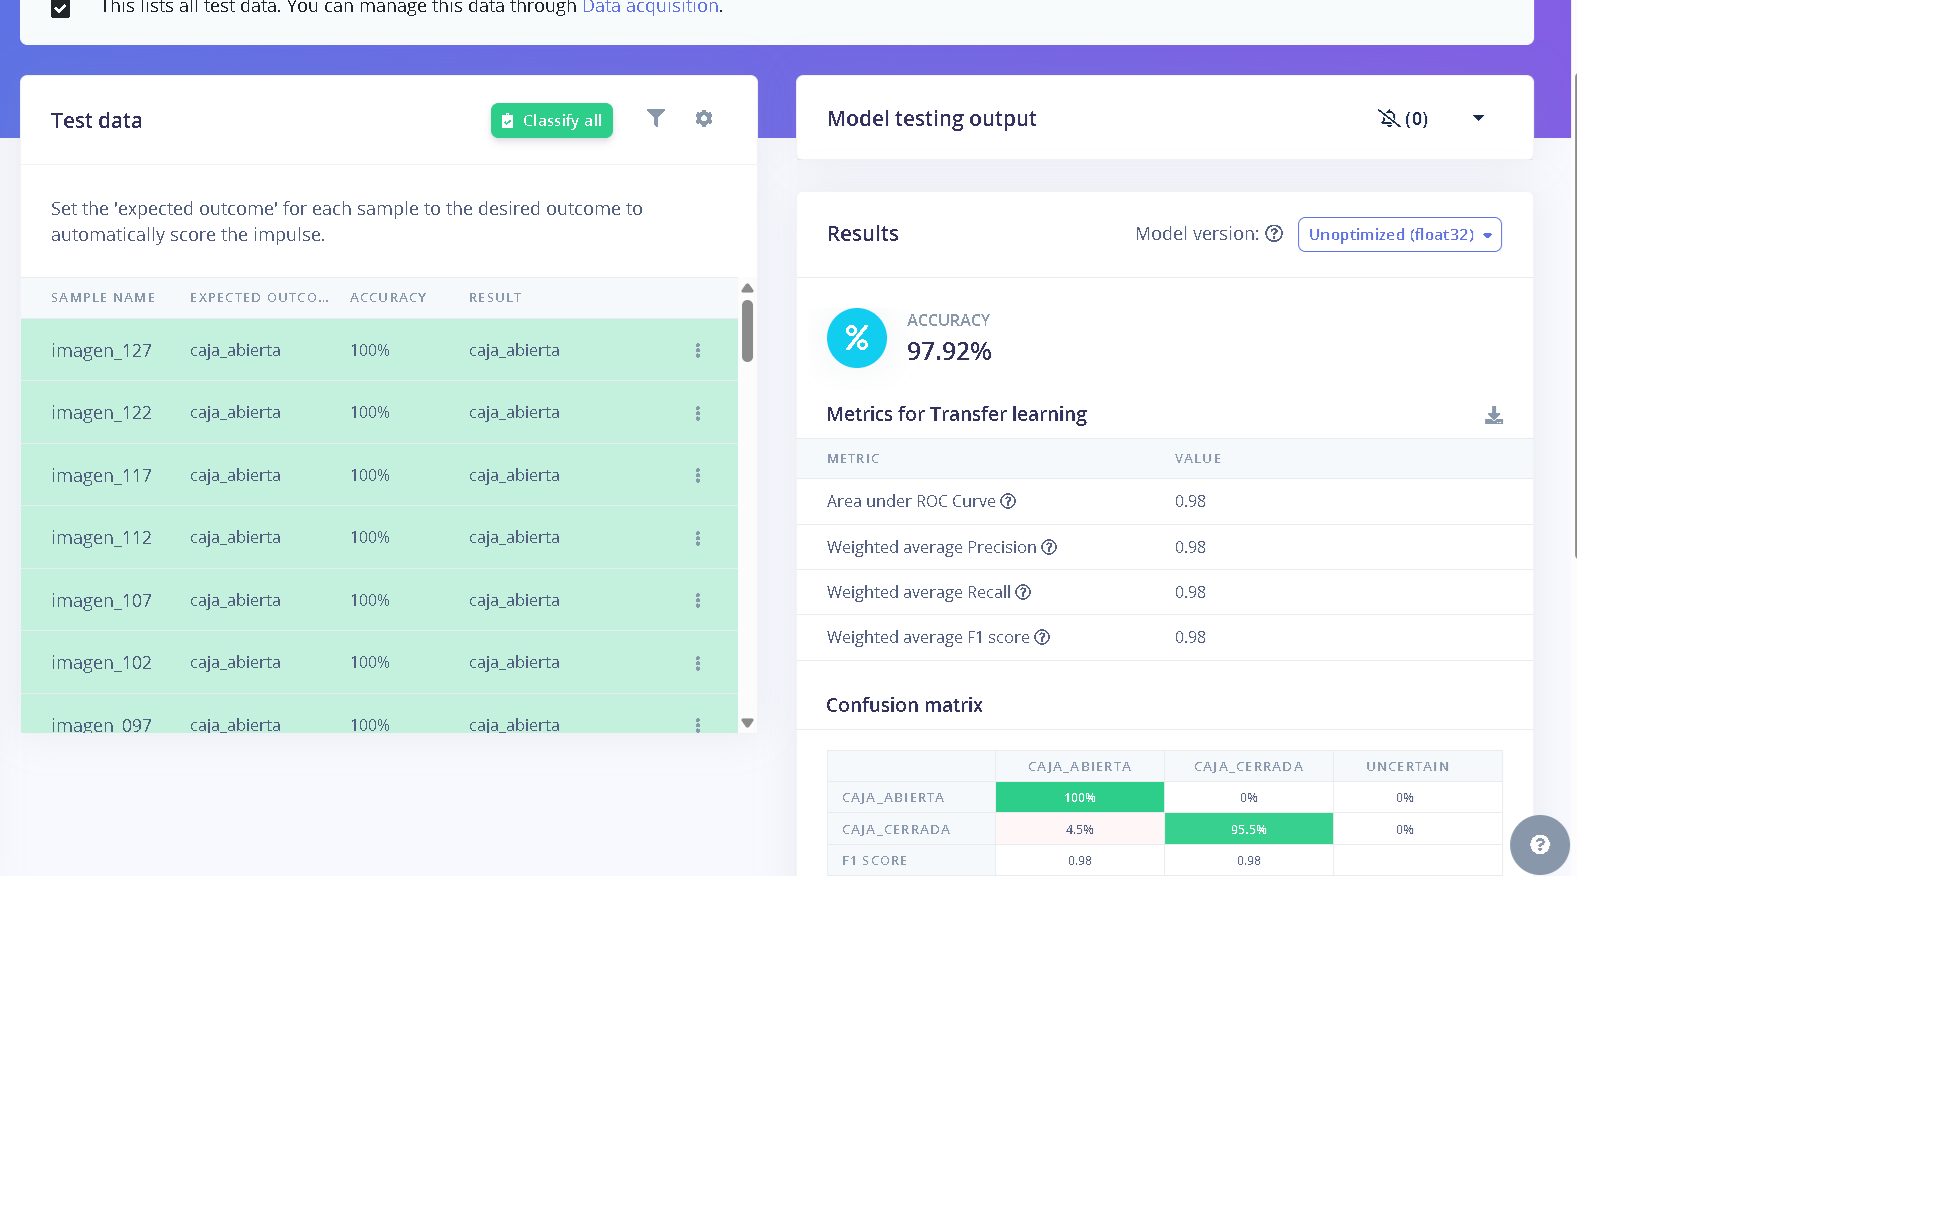 This lists all test data. You can manage this data through Data acquisition.
Test data
Classify all
Set the 'expected outcome' for each sample to the desired outcome to
automatically score the impulse.
SAMPLE NAME EXPECTED OUTCO... ACCURACY RESULT
imagen_127 caja_abierta 100% caja_abierta
imagen_122 caja_abierta 100% caja_abierta
imagen_117 caja_abierta 100% caja_abierta
imagen_112 caja_abierta 100% caja_abierta
imagen_107 caja_abierta 100% caja_abierta
imagen_102 caja_abierta 100% caja_abierta
imagen_097 caja_abierta 100% caja_abierta
Model testing output
(0)
Results
Model version: Unoptimized (float32)
%
ACCURACY
97.92%
Metrics for Transfer learning
METRIC VALUE
Area under ROC Curve 0.98
Weighted average Precision 0.98
Weighted average Recall 0.98
Weighted average F1 score 0.98
Confusion matrix
CAJA_ABIERTA CAJA_CERRADA UNCERTAIN
CAJA_ABIERTA 100% 0% 0%
CAJA_CERRADA 4.5% 95.5% 0%
F1 SCORE 0.98 0.98